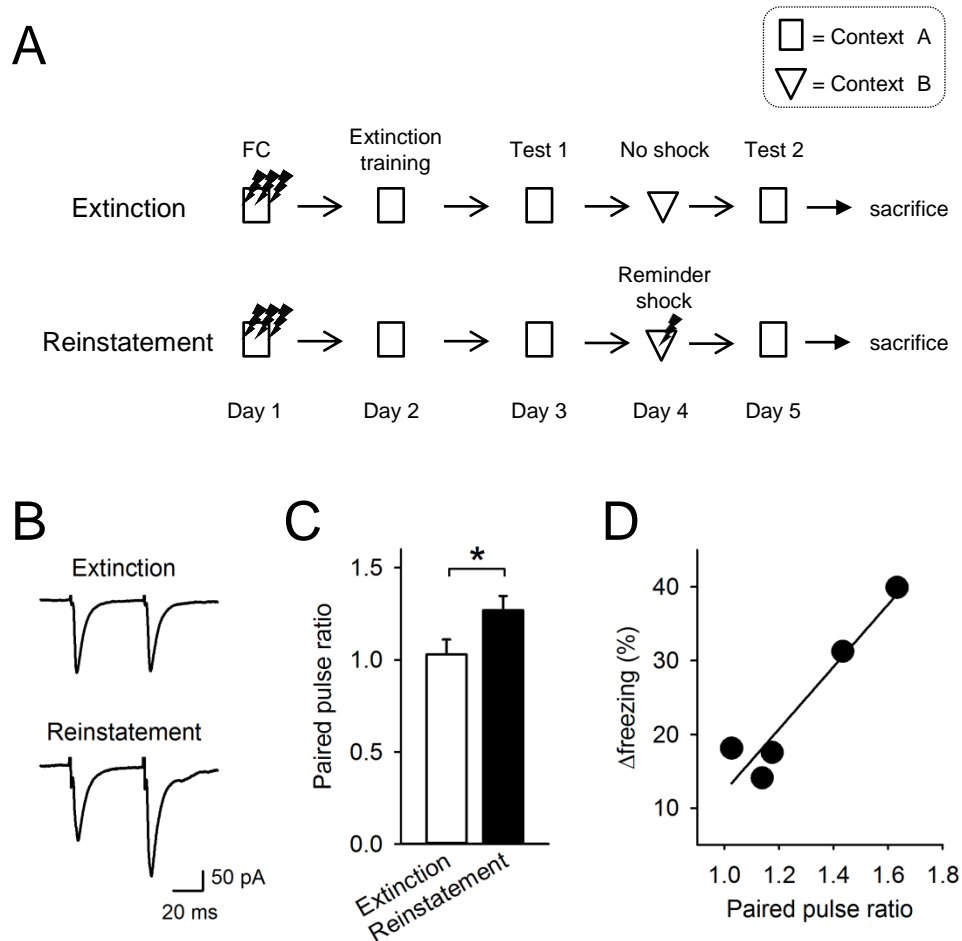 A
= Context A
= Context B
FC
Extinction
training
Test 1
No shock
Test 2
Extinction
sacrifice
Reminder
shock
Reinstatement
sacrifice
Day 1
Day 2
Day 3
Day 4
Day 5
B
Extinction
Reinstatement
50 pA
20 ms
C
1.5
*
1.0
0.5
0.0
Paired pulse ratio
Extinction
Reinstatement
D
40
30
20
10
Δfreezing (%)
1.0 1.2 1.4 1.6 1.8
Paired pulse ratio